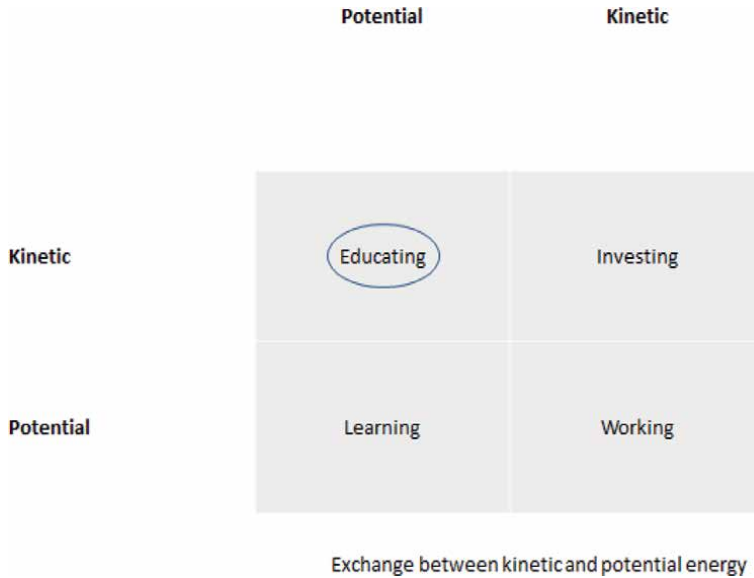 Potential Kinetic
Kinetic Educating Investing
Potential Learning Working
Exchange between kinetic and potential energy